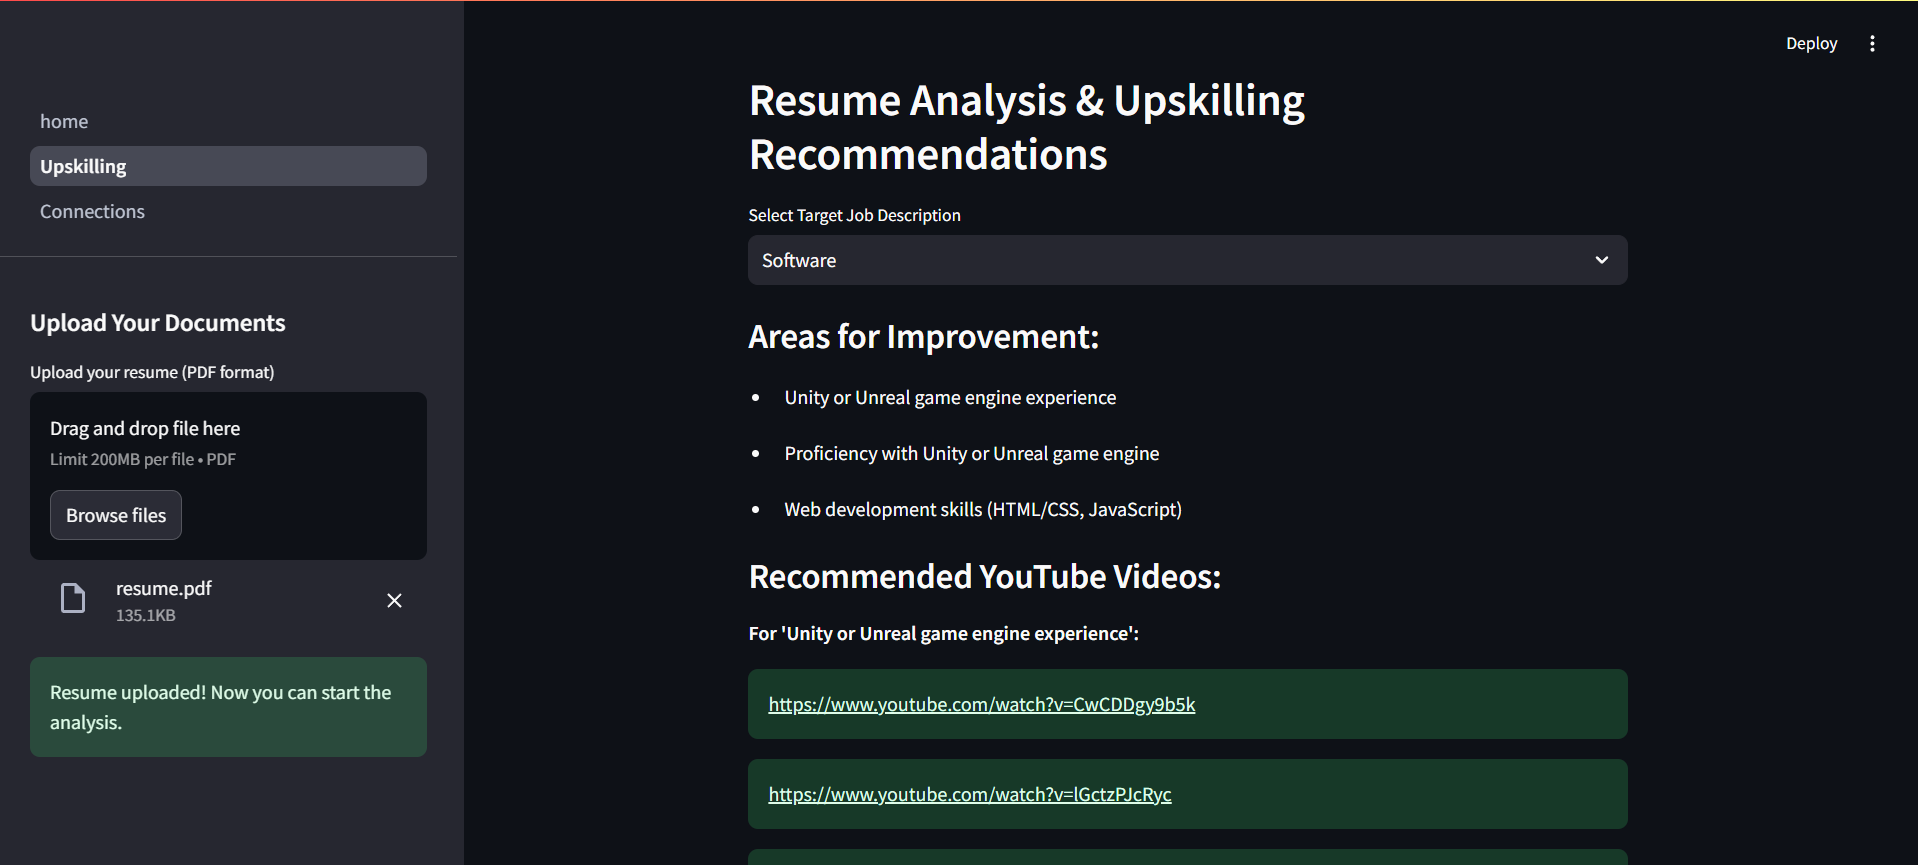 Deploy
home
Upskilling
Connections
Upload Your Documents
Upload your resume (PDF format)
Drag and drop file here
Limit 200MB per file • PDF
Browse files
resume.pdf
135.1KB
Resume uploaded! Now you can start the
analysis.
Resume Analysis & Upskilling
Recommendations
Select Target Job Description
Software
Areas for Improvement:
• Unity or Unreal game engine experience
• Proficiency with Unity or Unreal game engine
• Web development skills (HTML/CSS, JavaScript)
Recommended YouTube Videos:
For 'Unity or Unreal game engine experience':
https://www.youtube.com/watch?v=CwCDDgy9b5k
https://www.youtube.com/watch?v=lGctzPJcRyc